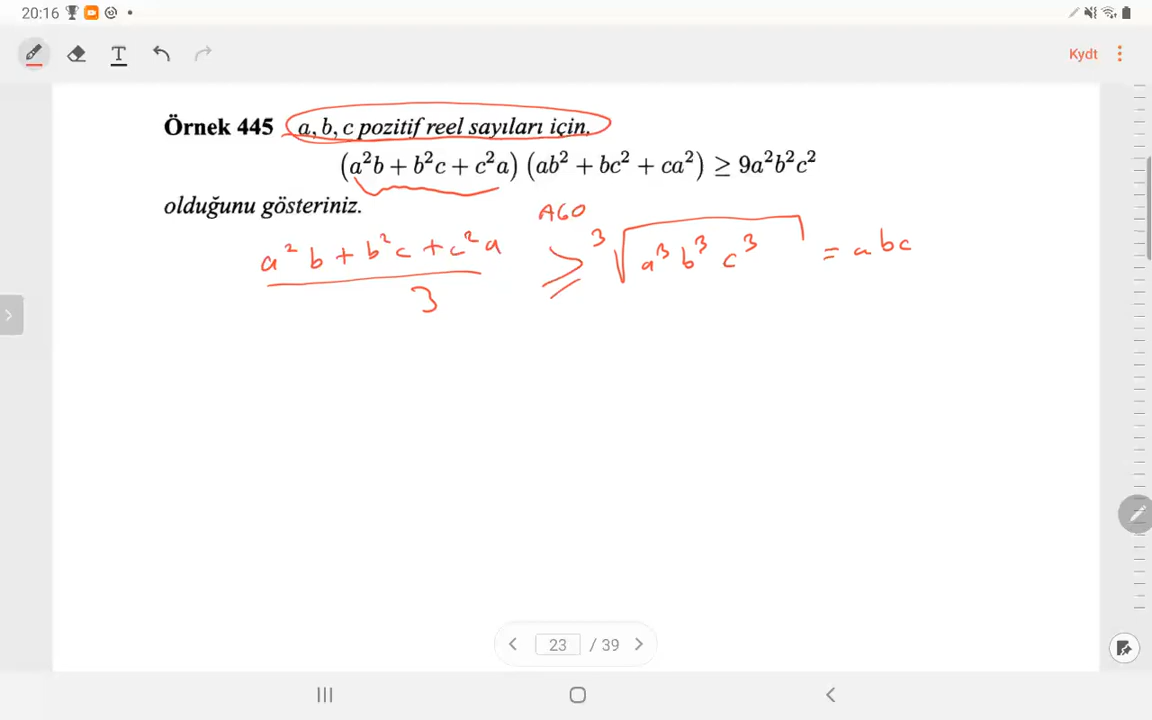 20:16
Kydt
Örnek 445 a, b, c pozitif reel sayıları için,
(a²b + b²c + c²a) (ab² + bc² + ca²) ≥ 9a²b²c²
olduğunu gösteriniz.
AGO
a²b + b²c + c²a / 3 ≥ ³√a³b³c³ = abc
23 / 39